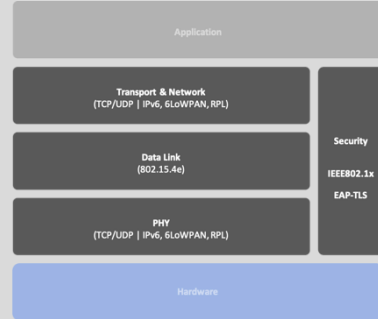 Application
Transport & Network
(TCP/UDP | IPv6, 6LoWPAN, RPL)
Data Link
(802.15.4e)
PHY
(TCP/UDP | IPv6, 6LoWPAN, RPL)
Security
IEEE802.1x
EAP-TLS
Hardware